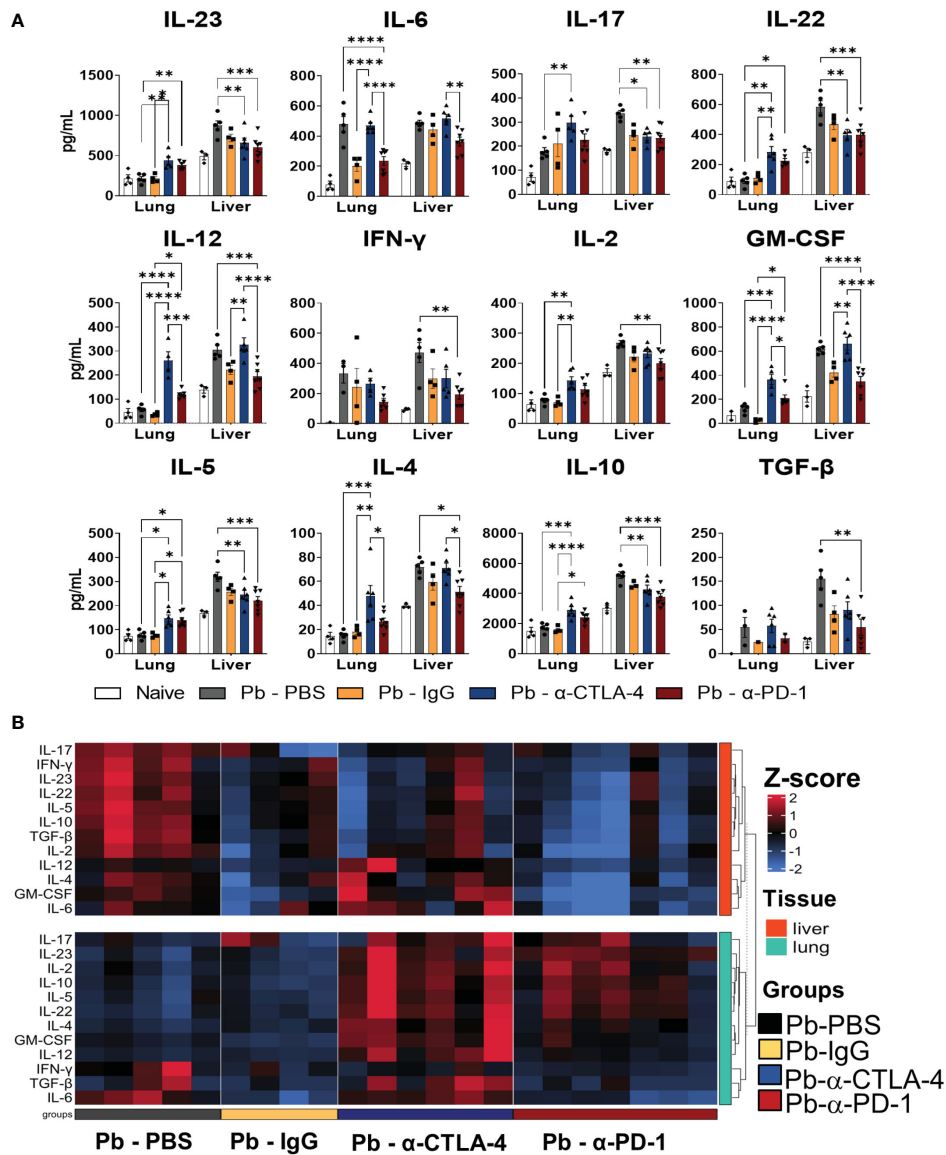 A
IL-23 IL-6 IL-17 IL-22
** *** **** ** ** ** *** *
* ** ** **** **** ** * ** **
** **
pg/mL
1500 1000 500 0
800 600 400 200 0
400 300 200 100 0
800 600 400 200 0
Lung Liver Lung Liver Lung Liver Lung Liver
IL-12 IFN-γ IL-2 GM-CSF
* *** **** **** **** *** **
**
** ** **
* **** *** ** **** **** *
pg/mL
500 400 300 200 100 0
1000 800 600 400 200 0
400 300 200 100 0
1000 800 600 400 200 0
Lung Liver Lung Liver Lung Liver Lung Liver
IL-5 IL-4 IL-10 TGF-β
* * * * *** **
*** ** * * *
*** **** * **** **
**
pg/mL
500 400 300 200 100 0
100 80 60 40 20 0
10000 8000 6000 4000 2000 0
250 200 150 100 50 0
Lung Liver Lung Liver Lung Liver Lung Liver
Naive Pb - PBS Pb - IgG Pb - α-CTLA-4 Pb - α-PD-1
B
IL-17
IFN-γ
IL-23
IL-22
IL-5
IL-10
TGF-β
IL-2
IL-12
IL-4
GM-CSF
IL-6
IL-17
IL-23
IL-2
IL-10
IL-5
IL-22
IL-4
GM-CSF
IL-12
IFN-γ
TGF-β
IL-6
groups
Pb - PBS Pb - IgG Pb - α-CTLA-4 Pb - α-PD-1
Z-score
2
1
0
-1
-2
Tissue
liver
lung
Groups
Pb-PBS
Pb-IgG
Pb-α-CTLA-4
Pb-α-PD-1